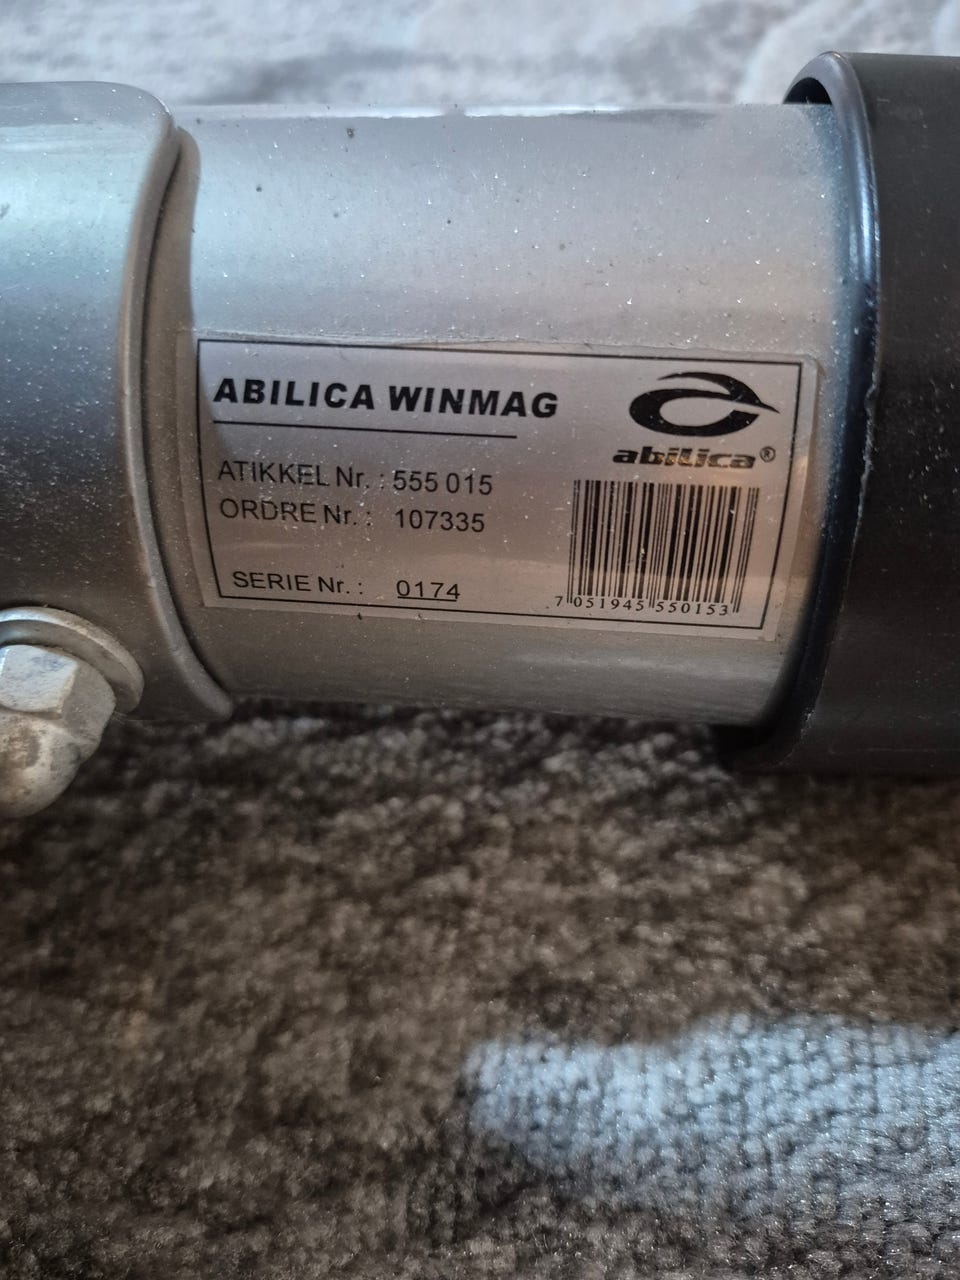 ABILICA WINMAG
abilica®
ATIKKEL Nr. : 555 015
ORDRE Nr. : 107335
SERIE Nr. : 0174
7 051945 550153